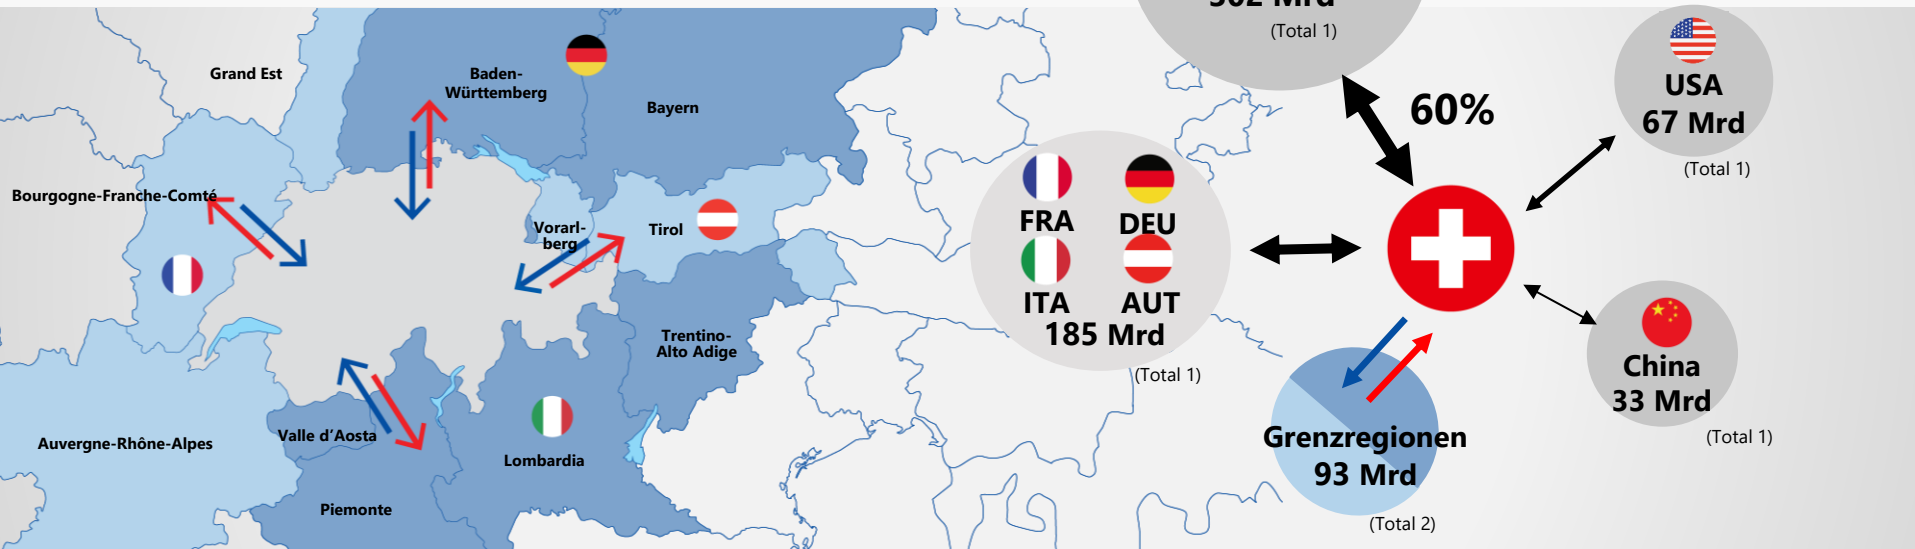 (Total 1)
Grand Est
Baden-
Württemberg
Bayern
Bourgogne-Franche-Comté
Vorarl-
berg
Tirol
Trentino-
Alto Adige
Auvergne-Rhône-Alpes
Valle d'Aosta
Lombardia
Piemonte
60%
USA
67 Mrd
(Total 1)
FRA DEU
ITA AUT
185 Mrd
(Total 1)
China
33 Mrd
(Total 1)
Grenzregionen
93 Mrd
(Total 2)